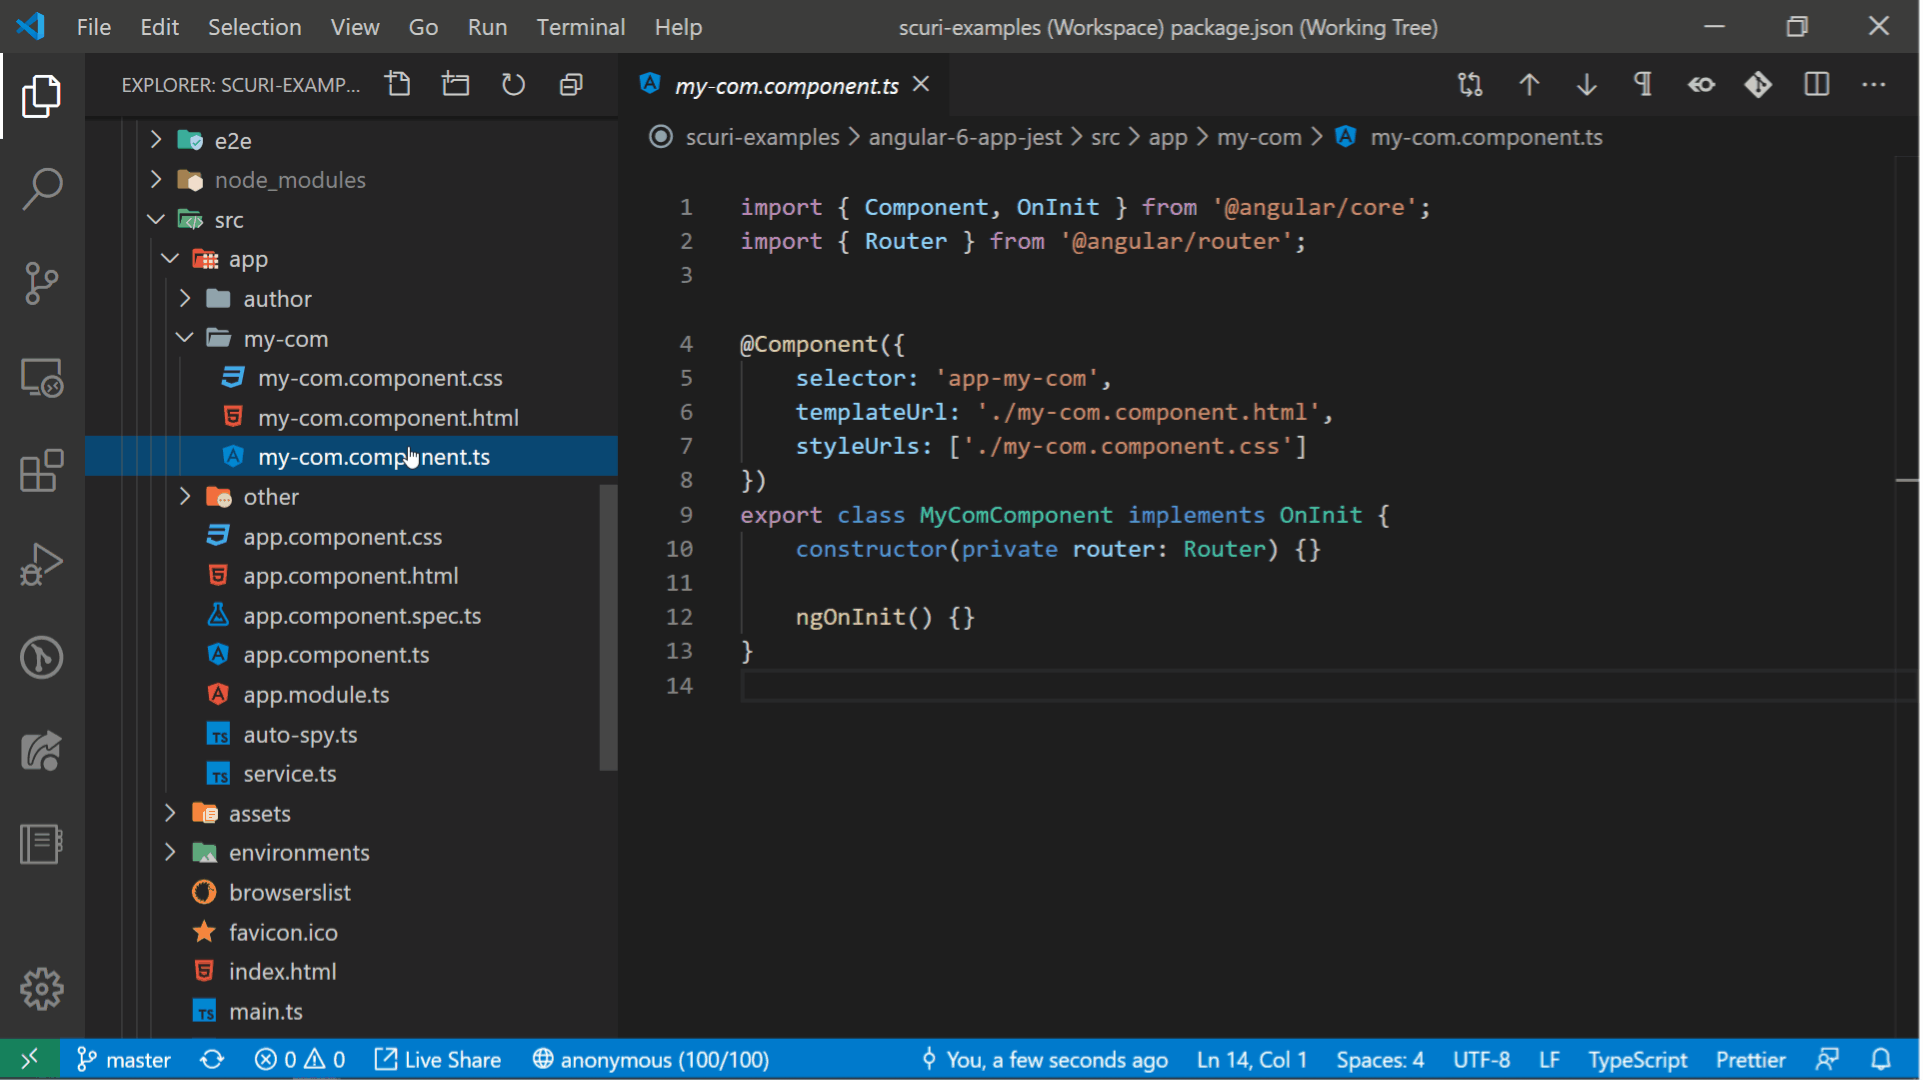 File Edit Selection View Go Run Terminal Help scuri-examples (Workspace) package.json (Working Tree)
EXPLORER: SCURI-EXAMP...
e2e
node_modules
src
app
author
my-com
my-com.component.css
my-com.component.html
my-com.component.ts
other
app.component.css
app.component.html
app.component.spec.ts
app.component.ts
app.module.ts
auto-spy.ts
service.ts
assets
environments
browserslist
favicon.ico
index.html
main.ts
my-com.component.ts
scuri-examples > angular-6-app-jest > src > app > my-com > my-com.component.ts
1 import { Component, OnInit } from '@angular/core';
2 import { Router } from '@angular/router';
3
4 @Component({
5 selector: 'app-my-com',
6 templateUrl: './my-com.component.html',
7 styleUrls: ['./my-com.component.css']
8 })
9 export class MyComComponent implements OnInit {
10 constructor(private router: Router) {}
11
12 ngOnInit() {}
13 }
14
master 0 0 Live Share anonymous (100/100) You, a few seconds ago Ln 14, Col 1 Spaces: 4 UTF-8 LF TypeScript Prettier